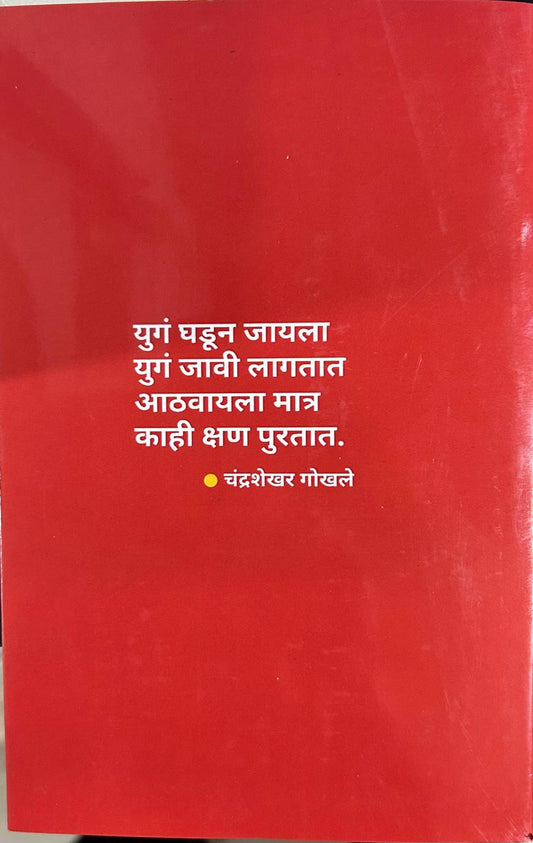 युगं घडून जायला
युगं जावी लागतात
आठवायला मात्र
काही क्षण पुरतात.
चंद्रशेखर गोखले